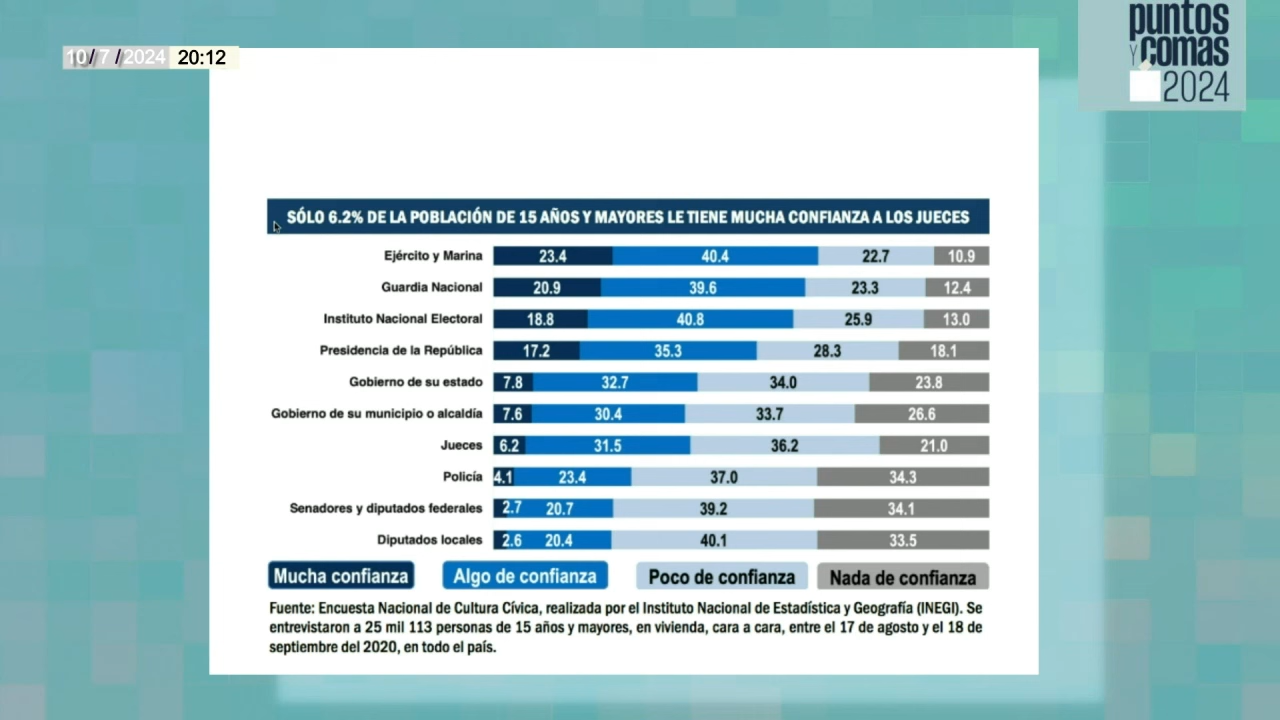 puntos
Y comas
2024
10/7/2024 20:12
SÓLO 6.2% DE LA POBLACIÓN DE 15 AÑOS Y MAYORES LE TIENE MUCHA CONFIANZA A LOS JUECES
Ejército y Marina 23.4 40.4 22.7 10.9
Guardia Nacional 20.9 39.6 23.3 12.4
Instituto Nacional Electoral 18.8 40.8 25.9 13.0
Presidencia de la República 17.2 35.3 28.3 18.1
Gobierno de su estado 7.8 32.7 34.0 23.8
Gobierno de su municipio o alcaldía 7.6 30.4 33.7 26.6
Jueces 6.2 31.5 36.2 21.0
Policía 4.1 23.4 37.0 34.3
Senadores y diputados federales 2.7 20.7 39.2 34.1
Diputados locales 2.6 20.4 40.1 33.5
Mucha confianza Algo de confianza Poco de confianza Nada de confianza
Fuente: Encuesta Nacional de Cultura Cívica, realizada por el Instituto Nacional de Estadística y Geografía (INEGI). Se
entrevistaron a 25 mil 113 personas de 15 años y mayores, en vivienda, cara a cara, entre el 17 de agosto y el 18 de
septiembre del 2020, en todo el país.